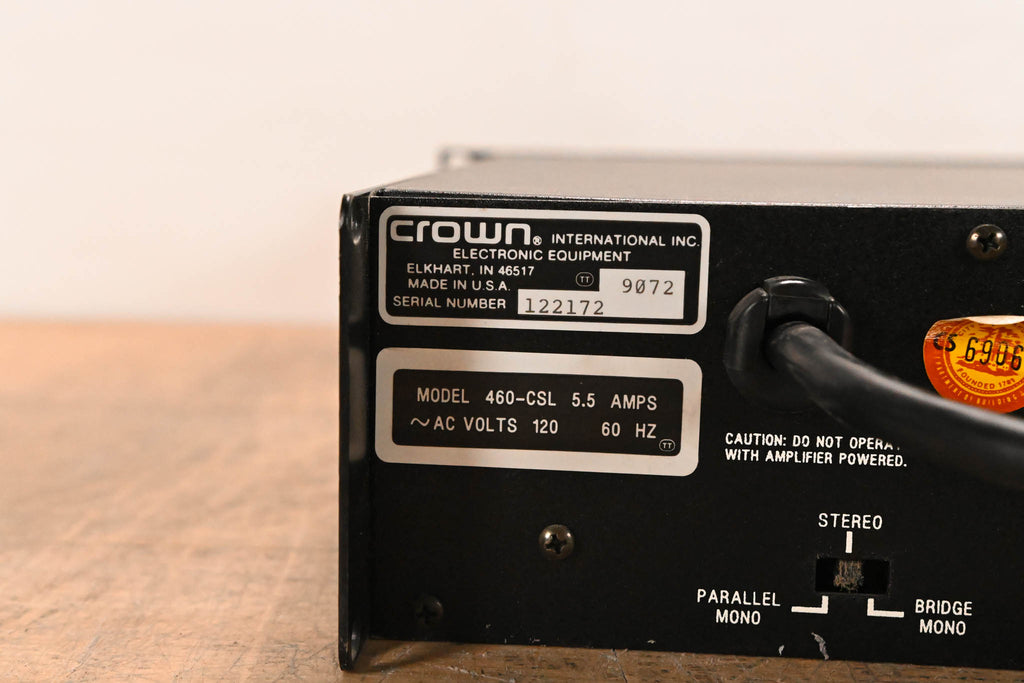 crown® INTERNATIONAL INC.
ELECTRONIC EQUIPMENT
ELKHART, IN 46517
MADE IN U.S.A. TT 9072
SERIAL NUMBER 122172
MODEL 460-CSL 5.5 AMPS
~AC VOLTS 120 60 HZ
TT
CS 6906
FOUNDED 1781
CAUTION: DO NOT
WITH AMPLIFIER POWERED.
STEREO
PARALLEL
MONO
BRIDGE
MONO